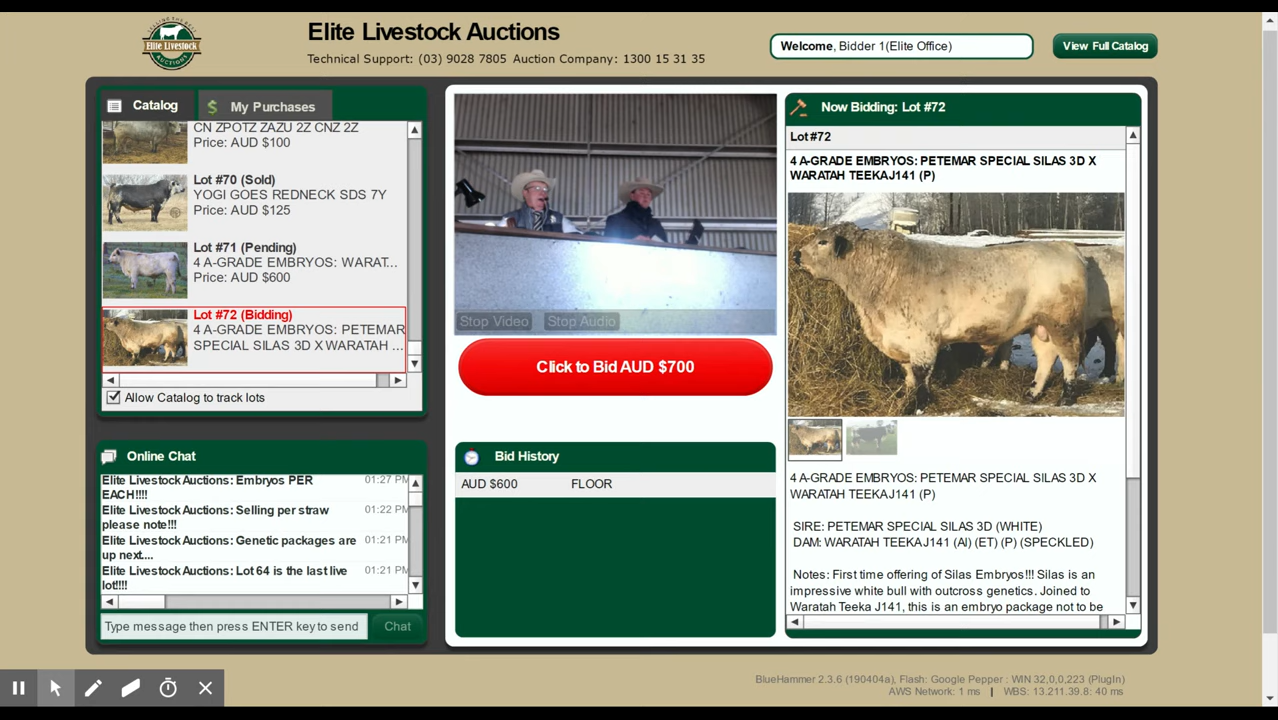 Elite Livestock
AUCTIONS
Elite Livestock Auctions
Technical Support: (03) 9028 7805 Auction Company: 1300 15 31 35
Welcome, Bidder 1(Elite Office)
View Full Catalog
Catalog
My Purchases
CN ZPOTZ ZAZU 2Z CNZ 2Z
Price: AUD $100
Lot #70 (Sold)
YOGI GOES REDNECK SDS 7Y
Price: AUD $125
Lot #71 (Pending)
4 A-GRADE EMBRYOS: WARAT...
Price: AUD $600
Lot #72 (Bidding)
4 A-GRADE EMBRYOS: PETEMAR
SPECIAL SILAS 3D X WARATAH ...
Allow Catalog to track lots
Online Chat
Elite Livestock Auctions: Embryos PER 01:27 PM
EACH!!!!
Elite Livestock Auctions: Selling per straw 01:22 PM
please note!!!
Elite Livestock Auctions: Genetic packages are 01:21 PM
up next....
Elite Livestock Auctions: Lot 64 is the last live 01:21 PM
lot!!!!
Type message then press ENTER key to send
Chat
Stop Video Stop Audio
Click to Bid AUD $700
Bid History
AUD $600 FLOOR
Now Bidding: Lot #72
Lot #72
4 A-GRADE EMBRYOS: PETEMAR SPECIAL SILAS 3D X
WARATAH TEEKA J141 (P)
4 A-GRADE EMBRYOS: PETEMAR SPECIAL SILAS 3D X
WARATAH TEEKA J141 (P)
SIRE: PETEMAR SPECIAL SILAS 3D (WHITE)
DAM: WARATAH TEEKA J141 (AI) (ET) (P) (SPECKLED)
Notes: First time offering of Silas Embryos!!! Silas is an
impressive white bull with outcross genetics. Joined to
Waratah Teeka J141, this is an embryo package not to be
BlueHammer 2.3.6 (190404a), Flash: Google Pepper : WIN 32,0,0,223 (PlugIn)
AWS Network: 1 ms | WBS: 13.211.39.8: 40 ms